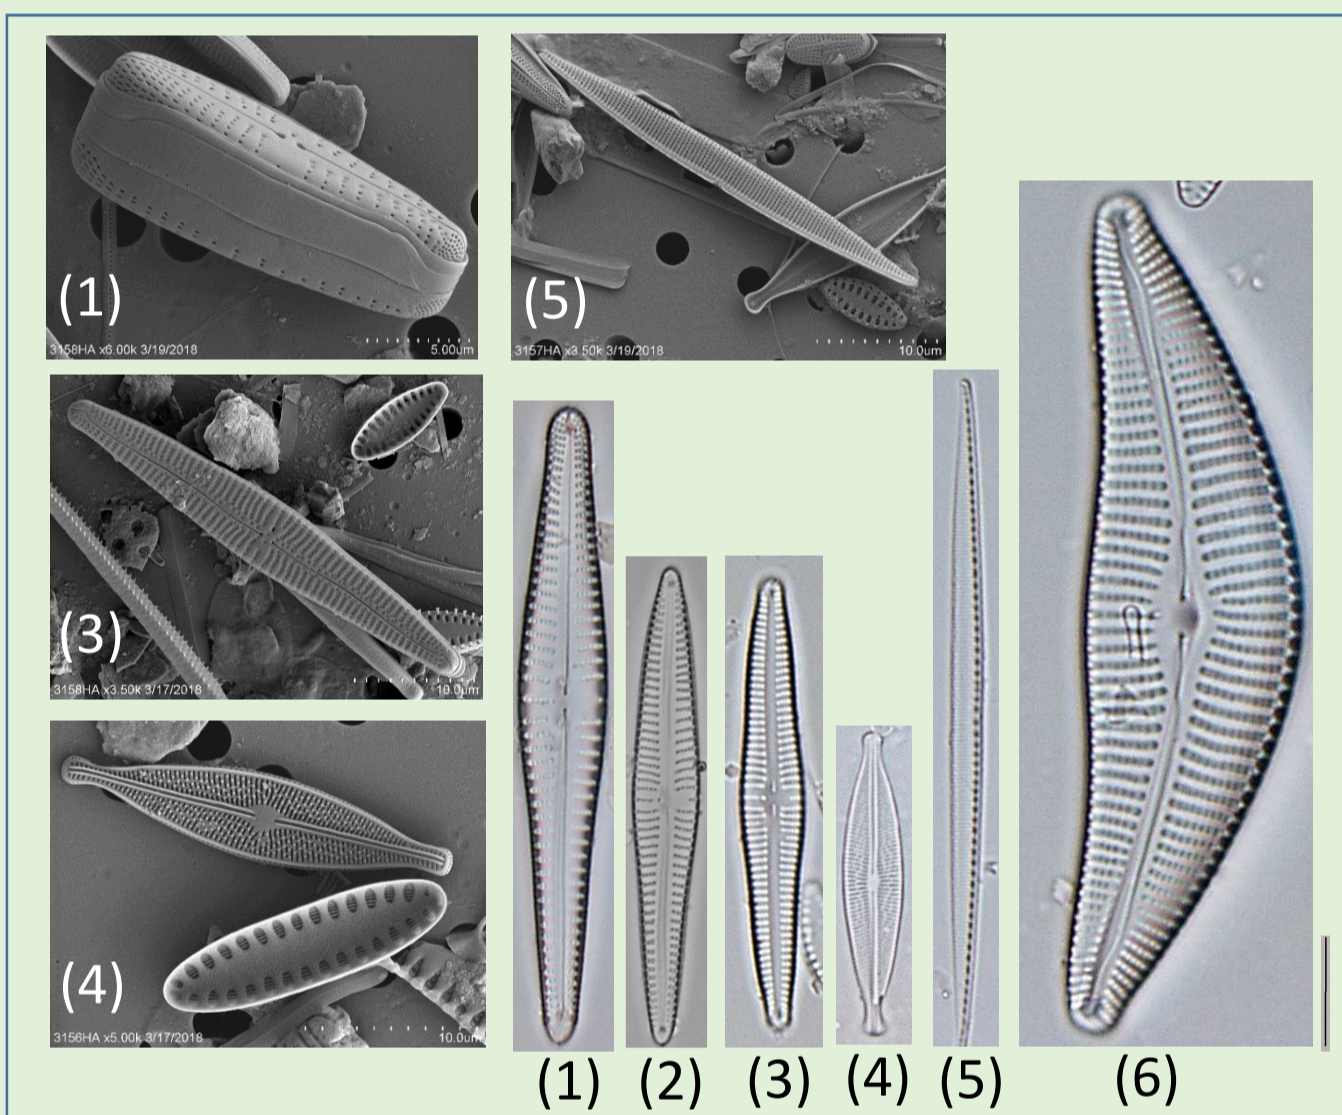 (1)
3158HA x6.00k 3/19/2018 5.00um
(5)
3157HA x3.50k 3/19/2018 10.0um
(3)
3158HA x3.50k 3/17/2018 10.0um
(4)
3156HA x5.00k 3/17/2018 10.0um
(1) (2) (3) (4) (5) (6)